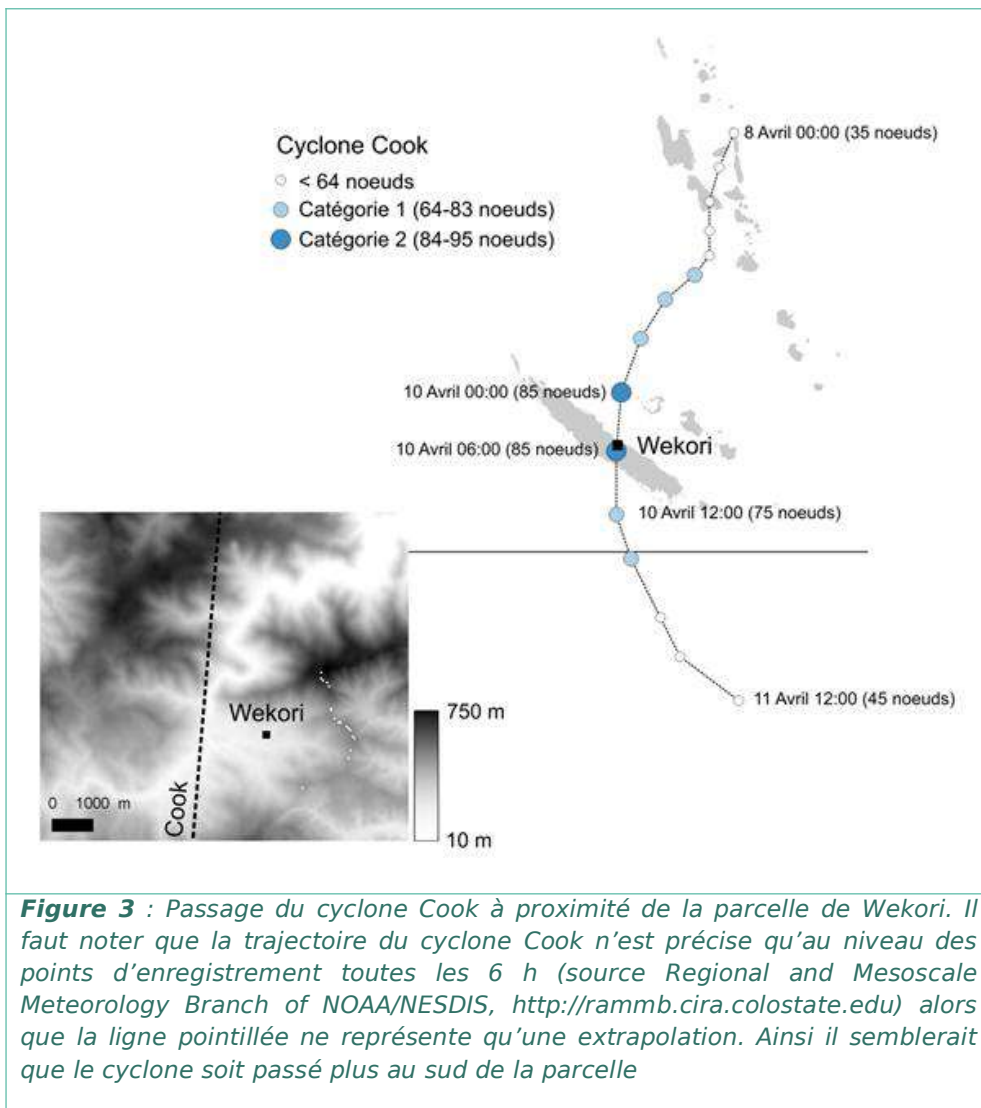 8 Avril 00:00 (35 noeuds)
Cyclone Cook
< 64 noeuds
Catégorie 1 (64-83 noeuds)
Catégorie 2 (84-95 noeuds)
10 Avril 00:00 (85 noeuds)
10 Avril 06:00 (85 noeuds)
Wekori
10 Avril 12:00 (75 noeuds)
11 Avril 12:00 (45 noeuds)
Wekori
750 m
0 1000 m
Cook
10 m
Figure 3 : Passage du cyclone Cook à proximité de la parcelle de Wekori. Il
faut noter que la trajectoire du cyclone Cook n'est précise qu'au niveau des
points d'enregistrement toutes les 6 h (source Regional and Mesoscale
Meteorology Branch of NOAA/NESDIS, http://rammb.cira.colostate.edu) alors
que la ligne pointillée ne représente qu'une extrapolation. Ainsi il semblerait
que le cyclone soit passé plus au sud de la parcelle